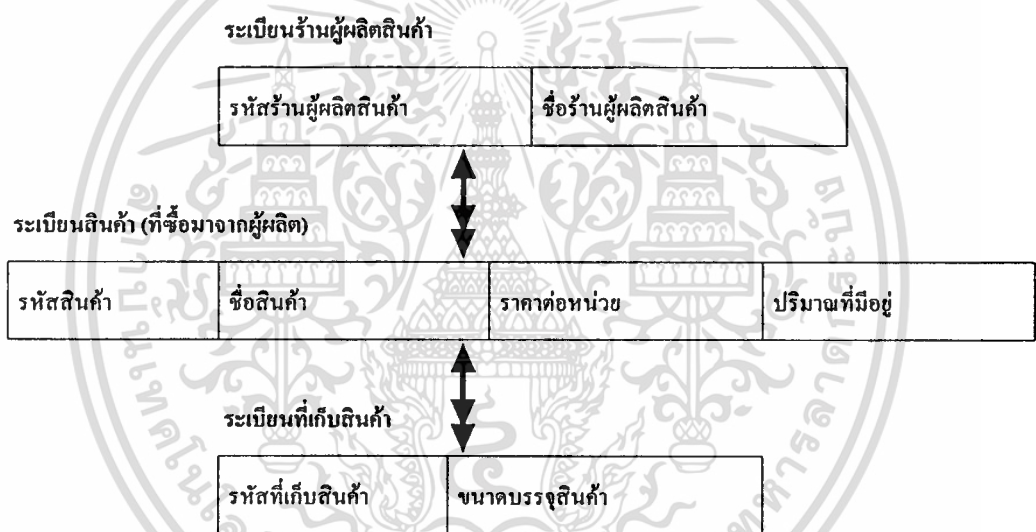 ระเบียนร้านผู้ผลิตสินค้า
รหัสร้านผู้ผลิตสินค้า ชื่อร้านผู้ผลิตสินค้า
ระเบียนสินค้า (ที่ซื้อมาจากผู้ผลิต)
รหัสสินค้า ชื่อสินค้า ราคาต่อหน่วย ปริมาณที่มีอยู่
ระเบียนที่เก็บสินค้า
รหัสที่เก็บสินค้า ขนาดบรรจุสินค้า